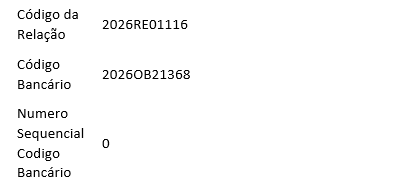 Código da
Relação
2026RE01116
Código
Bancário
2026OB21368
Numero
Sequencial
Codigo
Bancário
0